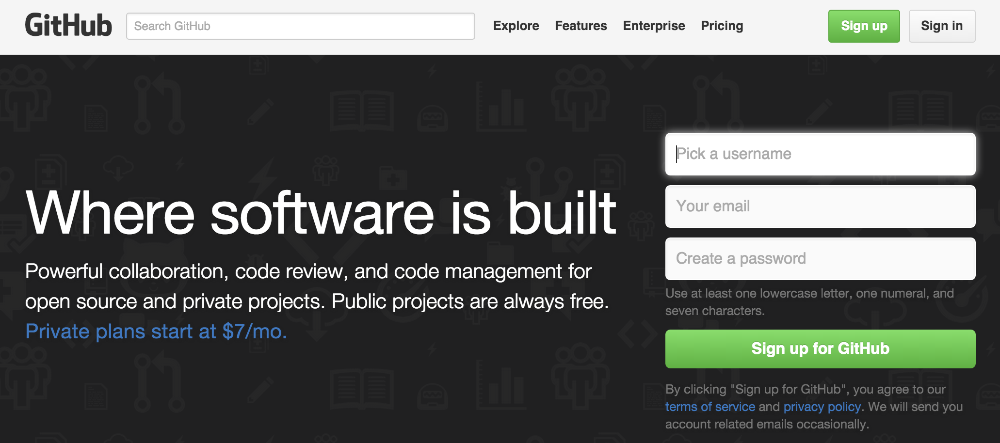 GitHub
Search GitHub
Explore
Features
Enterprise
Pricing
Sign up
Sign in
Where software is built
Powerful collaboration, code review, and code management for
open source and private projects. Public projects are always free.
Private plans start at $7/mo.
Pick a username
Your email
Create a password
Use at least one lowercase letter, one numeral, and
seven characters.
Sign up for GitHub
By clicking "Sign up for GitHub", you agree to our
terms of service and privacy policy. We will send you
account related emails occasionally.